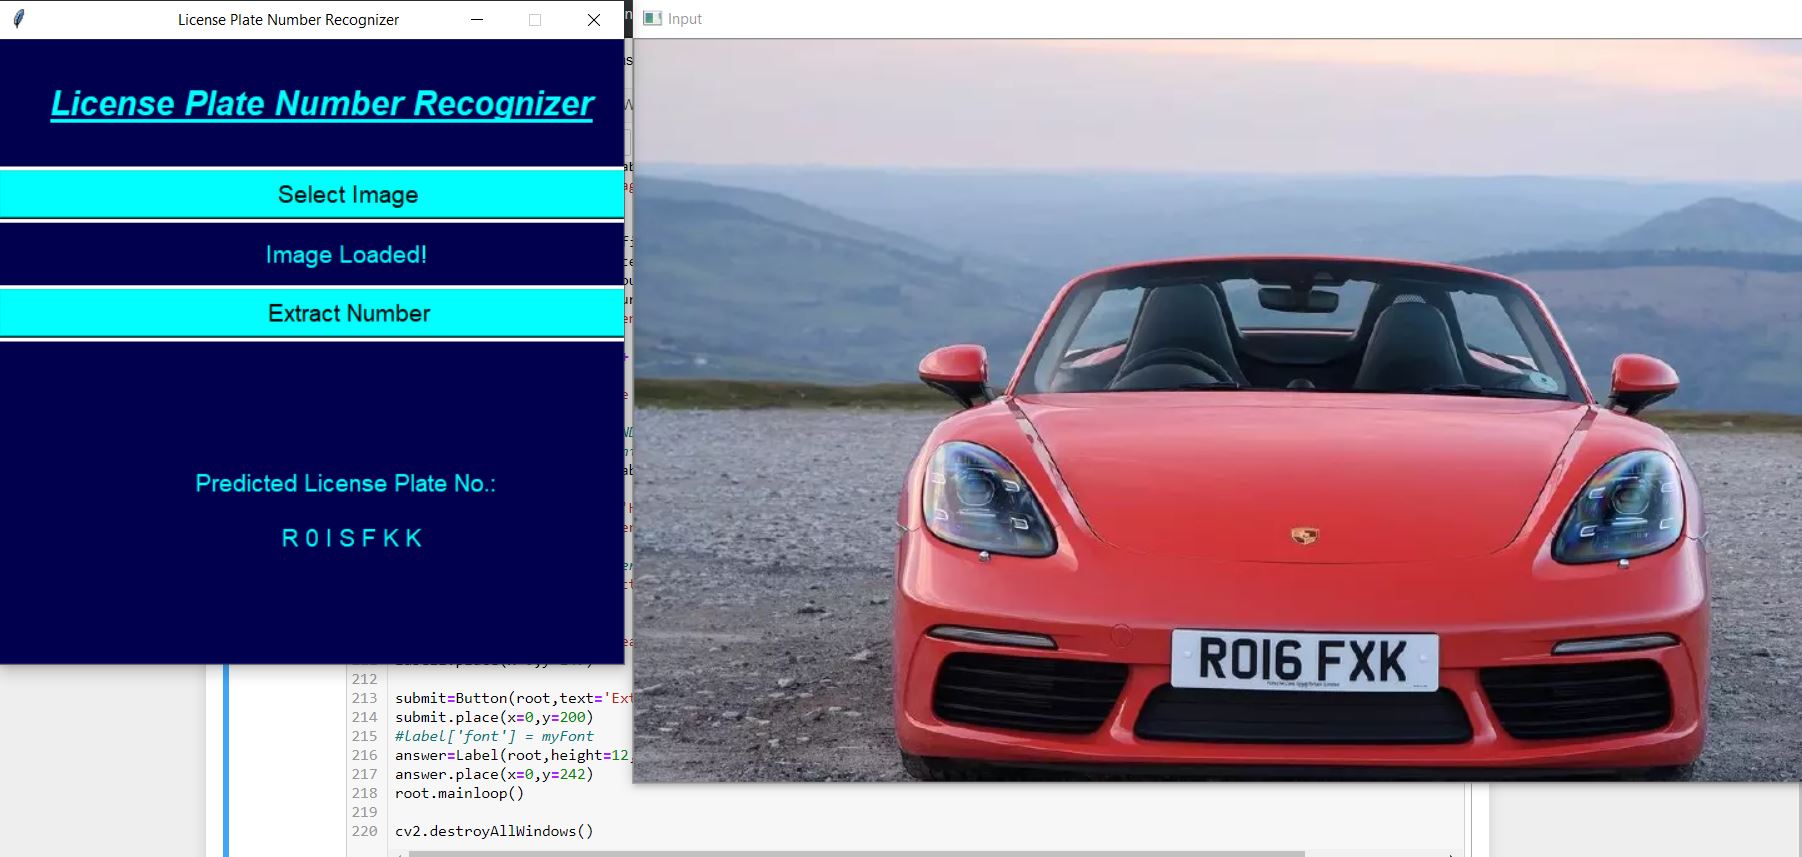 License Plate Number Recognizer
License Plate Number Recognizer
Select Image
Image Loaded!
Extract Number
Predicted License Plate No.:
R 0 I S F K K
Input
RO16 FXK
212
213 submit=Button(root,text='Ext
214 submit.place(x=0,y=200)
215 #label['font'] = myFont
216 answer=Label(root,height=12,
217 answer.place(x=0,y=242)
218 root.mainloop()
219
220 cv2.destroyAllWindows()